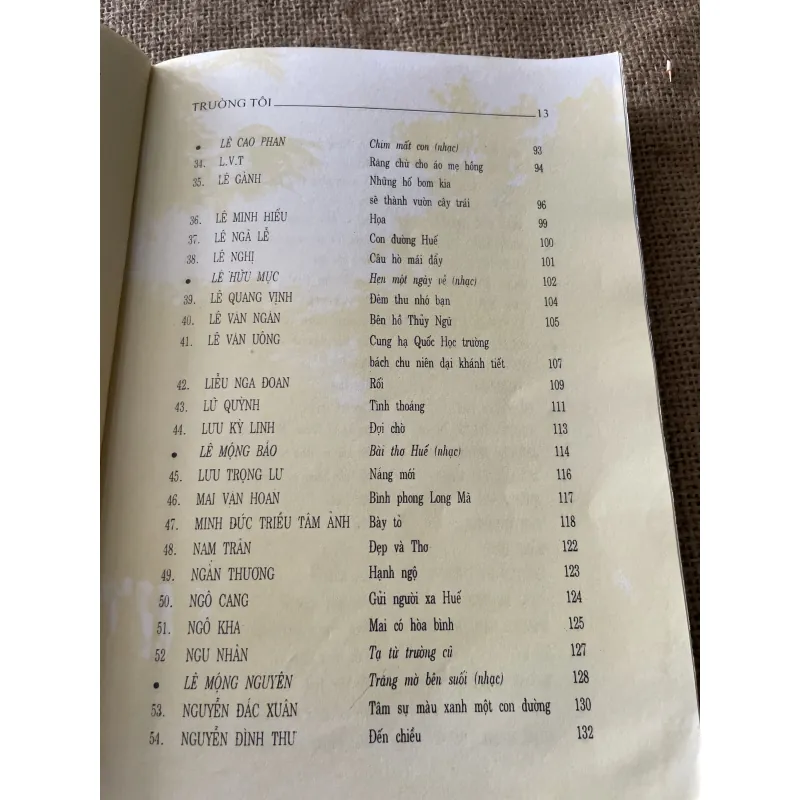 TRƯỜNG TÔI 13
• LÊ CAO PHAN Chim mất con (nhạc) 93
34. L.V.T Ráng chừ cho áo mẹ hồng 94
35. LÊ GÀNH Những hố bom kia
sẽ thành vườn cây trái 96
36. LÊ MINH HIẾU Họa 99
37. LÊ NGÃ LỄ Con đường Huế 100
38. LÊ NGHỊ Câu hò mái đẩy 101
• LÊ HỮU MỤC Hẹn một ngày về (nhạc) 102
39. LÊ QUANG VỊNH Đêm thu nhớ bạn 104
40. LÊ VĂN NGĂN Bên hồ Thủy Ngữ 105
41. LÊ VĂN UÔNG Cung hạ Quốc Học trường
bách chu niên đại khánh tiết 107
42. LIỄU NGA ĐOAN Rối 109
43. LỮ QUỲNH Tình thoáng 111
44. LƯU KỲ LINH Đợi chờ 113
• LÊ MỘNG BẢO Bài thơ Huế (nhạc) 114
45. LƯU TRỌNG LƯ Nắng mới 116
46. MAI VĂN HOAN Bình phong Long Mã 117
47. MINH ĐỨC TRIỀU TÂM ẢNH Bày tỏ 118
48. NAM TRÂN Đẹp và Thơ 122
49. NGÀN THƯƠNG Hạnh ngộ 123
50. NGÔ CANG Gửi người xa Huế 124
51. NGÔ KHA Mai có hòa bình 125
52 NGU NHÂN Tạ từ trường cũ 127
• LÊ MỘNG NGUYÊN Trăng mờ bên suối (nhạc) 128
53. NGUYỄN ĐẮC XUÂN Tâm sự màu xanh một con đường 130
54. NGUYỄN ĐÌNH THƯ Đến chiều 132